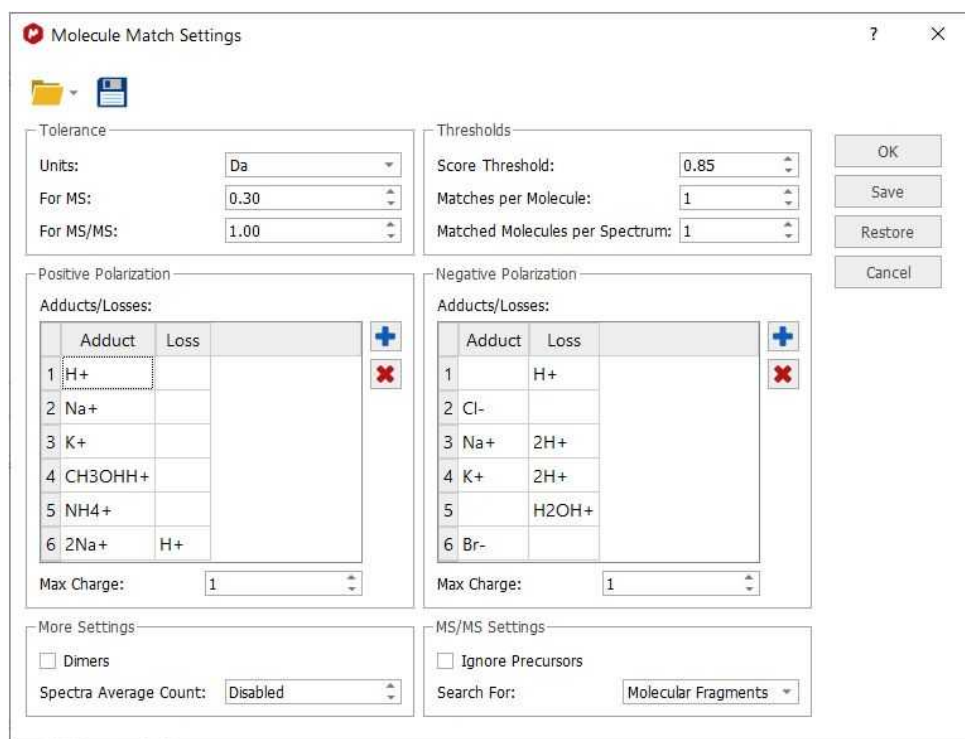 Molecule Match Settings
?
Tolerance
Units: Da
For MS: 0.30
For MS/MS: 1.00
Thresholds
Score Threshold: 0.85
Matches per Molecule: 1
Matched Molecules per Spectrum: 1
OK
Save
Restore
Cancel
Positive Polarization
Adducts/Losses:
Adduct Loss
1 H+
2 Na+
3 K+
4 CH3OHH+
5 NH4+
6 2Na+ H+
Max Charge: 1
Negative Polarization
Adducts/Losses:
Adduct Loss
1 H+
2 Cl-
3 Na+ 2H+
4 K+ 2H+
5 H2OH+
6 Br-
Max Charge: 1
More Settings
Dimers
Spectra Average Count: Disabled
MS/MS Settings
Ignore Precursors
Search For: Molecular Fragments